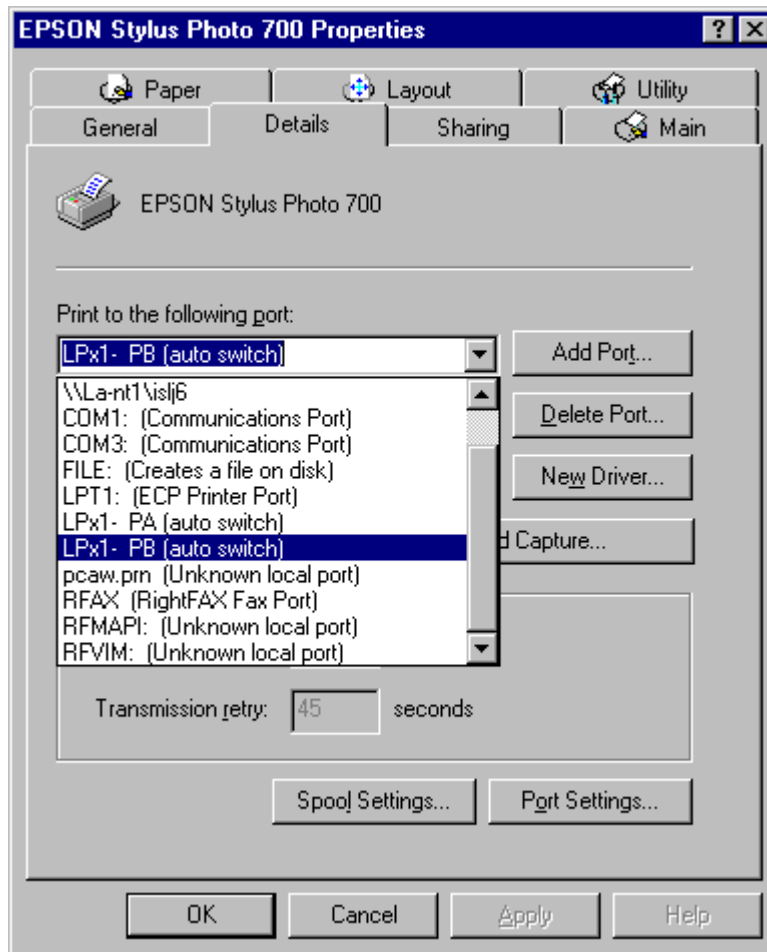 EPSON Stylus Photo 700 Properties
Paper
Layout
Utility
General
Details
Sharing
Main
EPSON Stylus Photo 700
Print to the following port:
LPx1-  PB (auto switch)
Add Port...
\\La-nt1\islj6
COM1:  (Communications Port)
COM3:  (Communications Port)
FILE:  (Creates a file on disk)
LPT1:  (ECP Printer Port)
LPx1-  PA (auto switch)
LPx1-  PB (auto switch)
pcaw.prn  (Unknown local port)
RFAX  (RightFAX Fax Port)
RFMAPI:  (Unknown local port)
RFVIM:  (Unknown local port)
Delete Port...
New Driver...
d Capture...
Transmission retry:
45
seconds
Spool Settings...
Port Settings...
OK
Cancel
Apply
Help